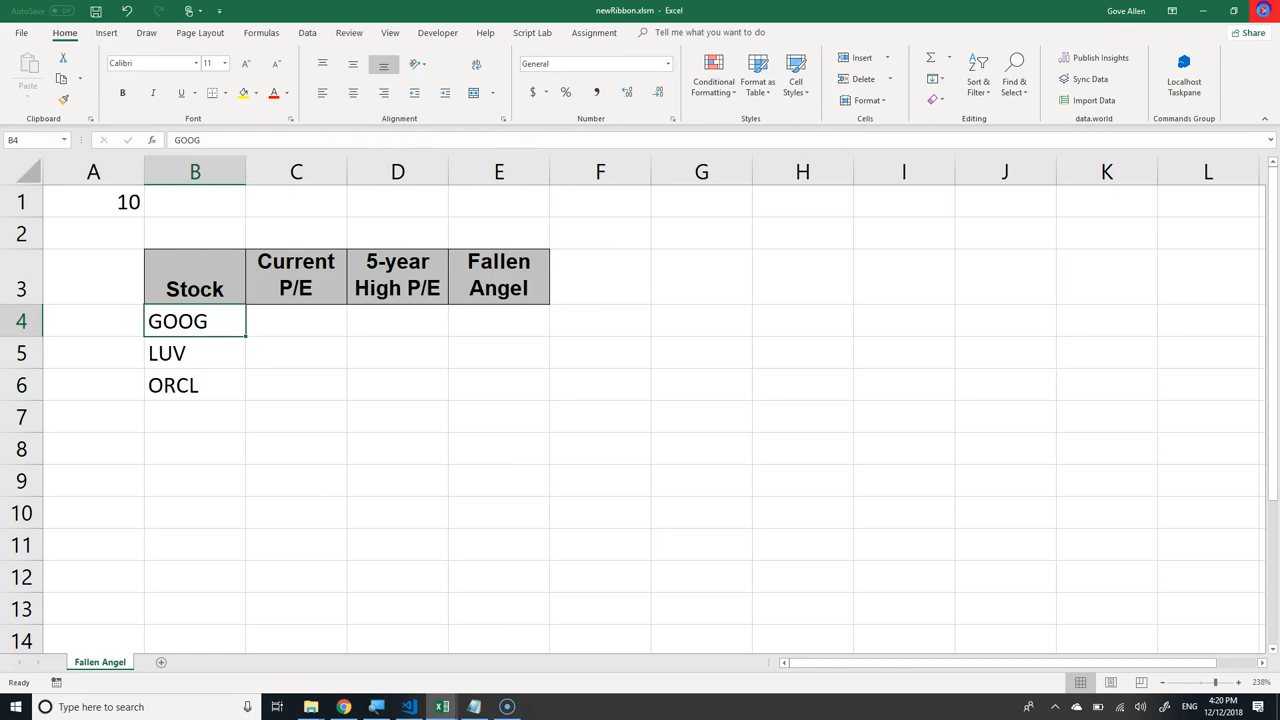 AutoSave Off
newRibbon.xlsm - Excel
Gove Allen
File Home Insert Draw Page Layout Formulas Data Review View Developer Help Script Lab Assignment Tell me what you want to do Share
Paste
Calibri 11
B I U A
General
$ % ,
Conditional Formatting
Format as Table
Cell Styles
Insert
Delete
Format
Sort & Filter
Find & Select
Publish Insights
Sync Data
Import Data
Localhost Taskpane
Clipboard Font Alignment Number Styles Cells Editing data.world Commands Group
B4 fx GOOG
A B C D E F G H I J K L
1 10
2
3 Stock Current P/E 5-year High P/E Fallen Angel
4 GOOG
5 LUV
6 ORCL
7
8
9
10
11
12
13
14
Fallen Angel
Ready
238%
Type here to search
ENG
4:20 PM
12/12/2018